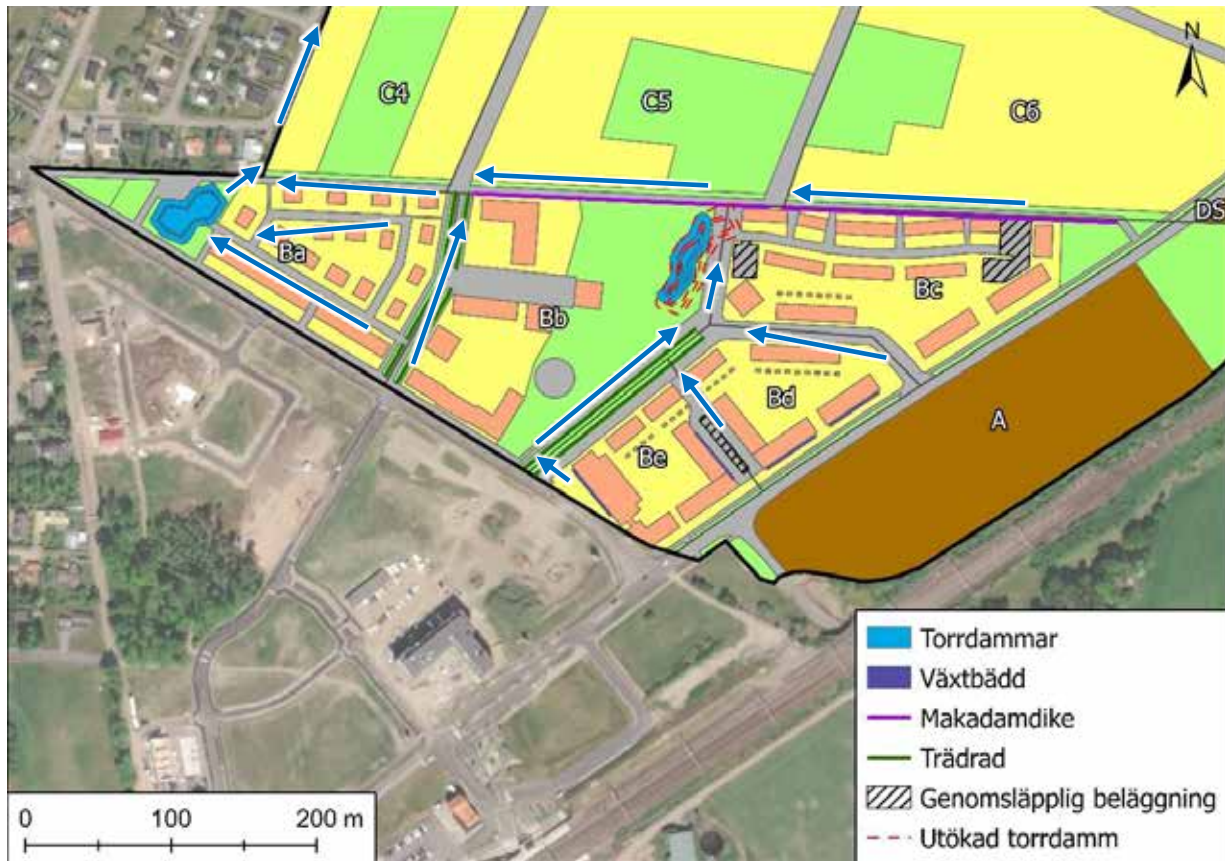 N
C4
C5
C6
DS
Ba
Bb
Bc
Bd
Be
A
Torrdammar
Växtbädd
Makadamdike
Trädrad
Genomsläpplig beläggning
Utökad torrdamm
0 100 200 m